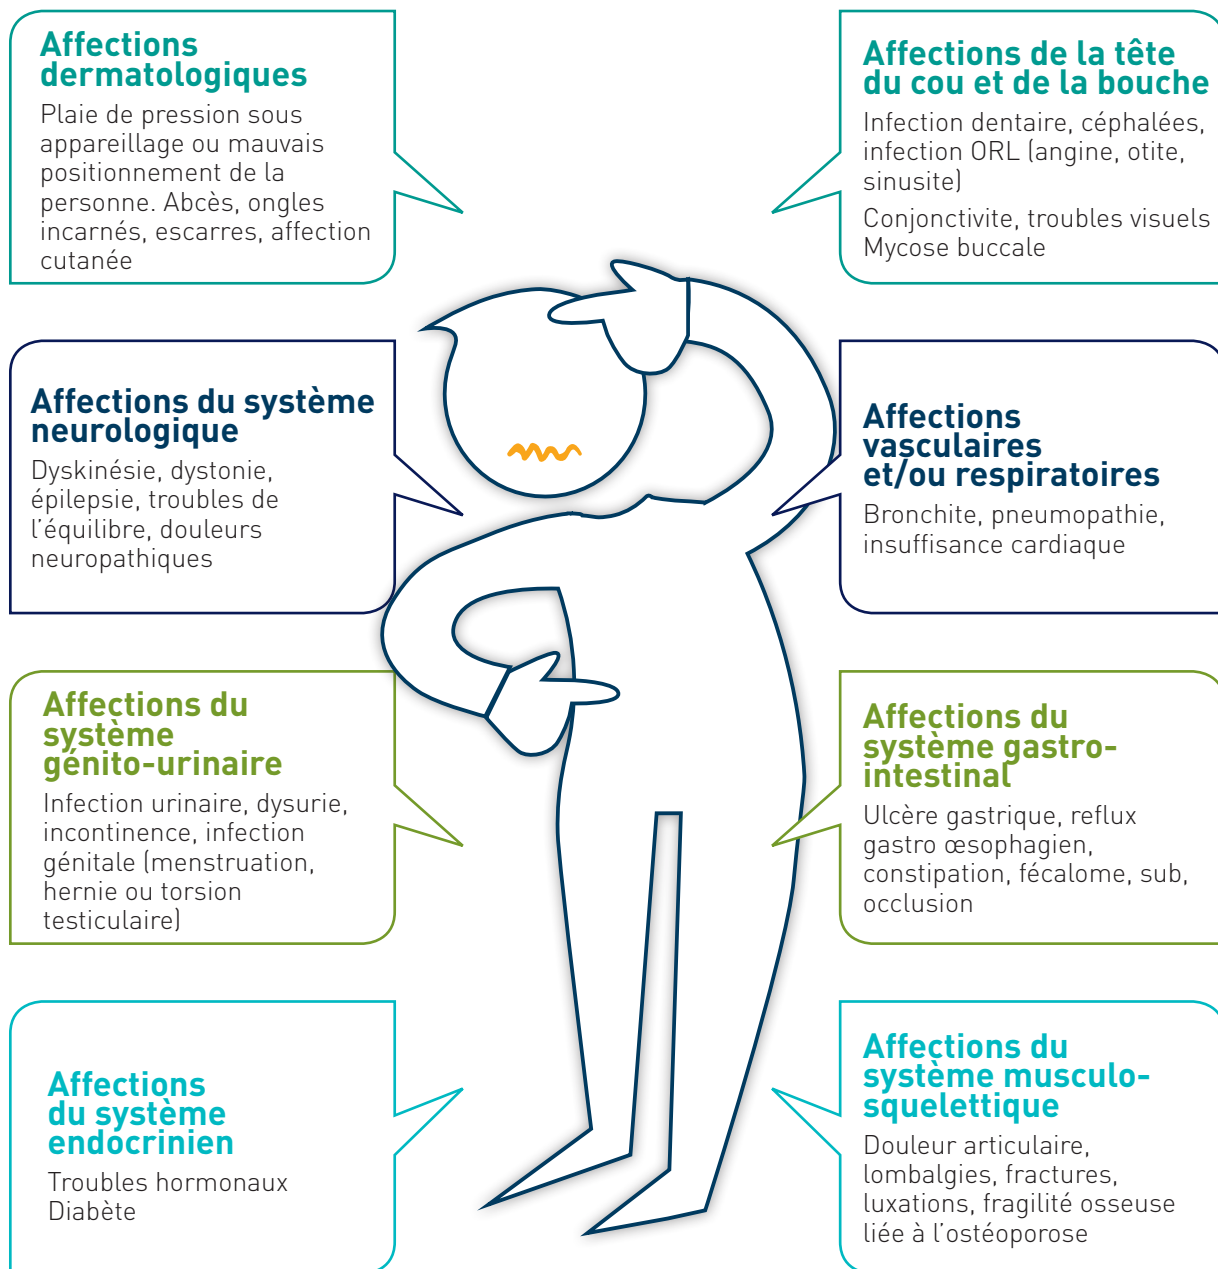 Affections
dermatologiques
Plaie de pression sous
appareillage ou mauvais
positionnement de la
personne. Abcès, ongles
incarnés, escarres, affection
cutanée
Affections de la tête
du cou et de la bouche
Infection dentaire, céphalées,
infection ORL (angine, otite,
sinusite)
Conjonctivite, troubles visuels
Mycose buccale
Affections du système
neurologique
Dyskinésie, dystonie,
épilepsie, troubles de
l’équilibre, douleurs
neuropathiques
Affections
vasculaires
et/ou respiratoires
Bronchite, pneumopathie,
insuffisance cardiaque
Affections du
système
génito-urinaire
Infection urinaire, dysurie,
incontinence, infection
génitale (menstruation,
hernie ou torsion
testiculaire)
Affections du
système gastro-
intestinal
Ulcère gastrique, reflux
gastro œsophagien,
constipation, fécalome, sub,
occlusion
Affections
du système
endocrinien
Troubles hormonaux
Diabète
Affections du
système musculo-
squelettique
Douleur articulaire,
lombalgies, fractures,
luxations, fragilité osseuse
liée à l’ostéoporose